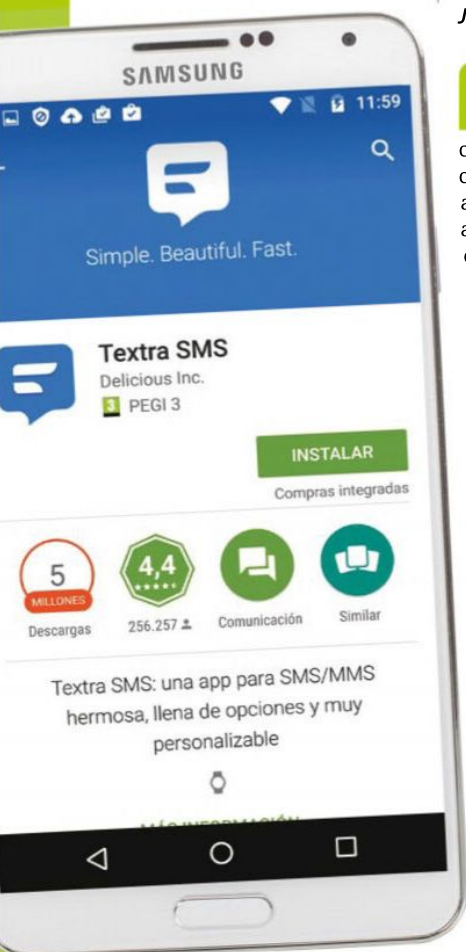 SAMSUNG
11:59
Simple. Beautiful. Fast.
Textra SMS
Delicious Inc.
3 PEGI 3
INSTALAR
Compras integradas
5
MILLONES
4,4
Descargas
256.257
Comunicación
Similar
Textra SMS: una app para SMS/MMS
hermosa, llena de opciones y muy
personalizable
MÁS INFORMACIÓN